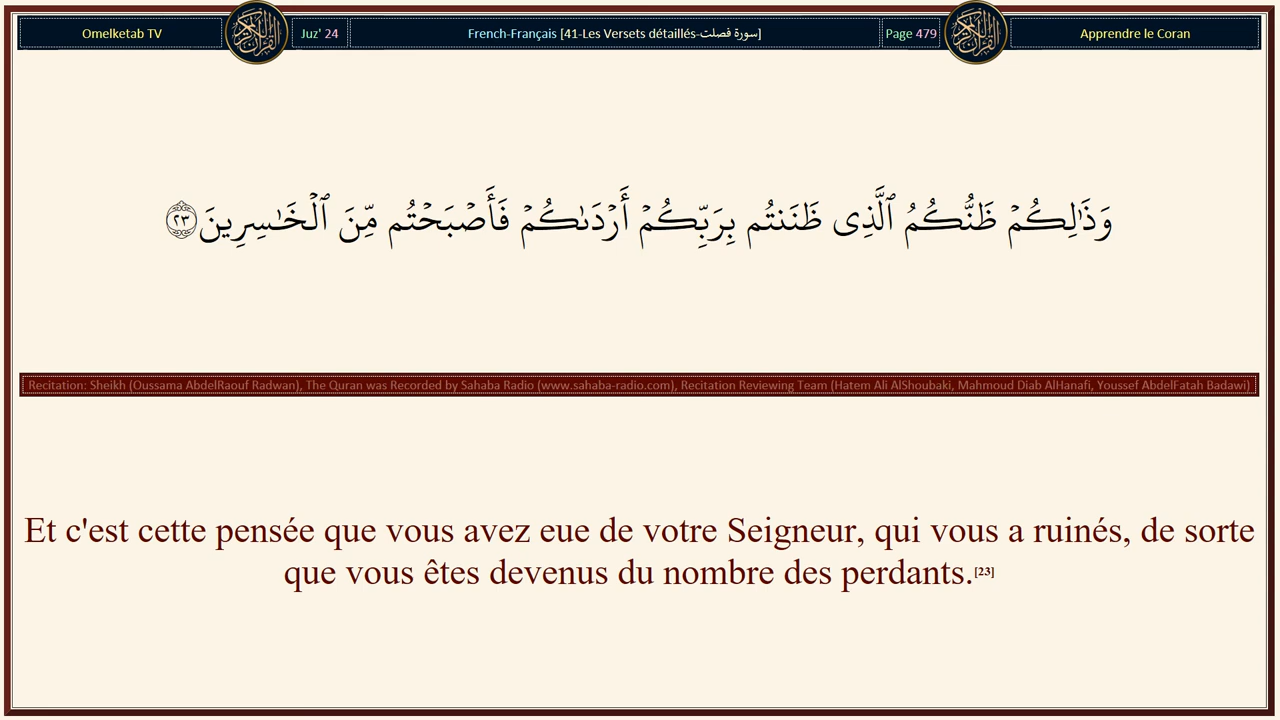 Omelketab TV
Juz' 24
French-Français [41-Les Versets détaillés-سورة فصلت]
Page 479
Apprendre le Coran
وَذَٰلِكُمۡ ظَنُّكُمُ ٱلَّذِى ظَنَنتُم بِرَبِّكُمۡ أَرۡدَىٰكُمۡ فَأَصۡبَحۡتُم مِّنَ ٱلۡخَـٰسِرِينَ ٢٣
Recitation: Sheikh (Oussama AbdelRaouf Radwan), The Quran was Recorded by Sahaba Radio (www.sahaba-radio.com), Recitation Reviewing Team (Hatem Ali AlShoubaki, Mahmoud Diab AlHanafi, Youssef AbdelFatah Badawi)
Et c'est cette pensée que vous avez eue de votre Seigneur, qui vous a ruinés, de sorte
que vous êtes devenus du nombre des perdants.[23]